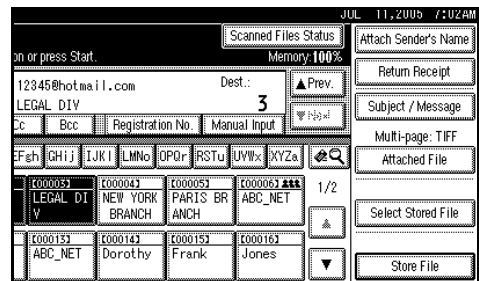 JUL 11,2005 7:02AM
Scanned Files Status
Attach Sender's Name
on or press Start.
Memory:100%
Return Receipt
12345@hotmail.com
Dest.:
▲Prev.
LEGAL DIV
3
▼Next
Subject / Message
Cc
Bcc
Registration No.
Manual Input
Multi-page: TIFF
EFgh
GHij
IJKl
LMNo
OPQr
RSTu
UVWx
XYZa
Attached File
[00003]
LEGAL DI
V
[00004]
NEW YORK
BRANCH
[00005]
PARIS BR
ANCH
[00006]
ABC_NET
1/2
▲
Select Stored File
[00013]
ABC_NET
[00014]
Dorothy
[00015]
Frank
[00016]
Jones
▼
Store File